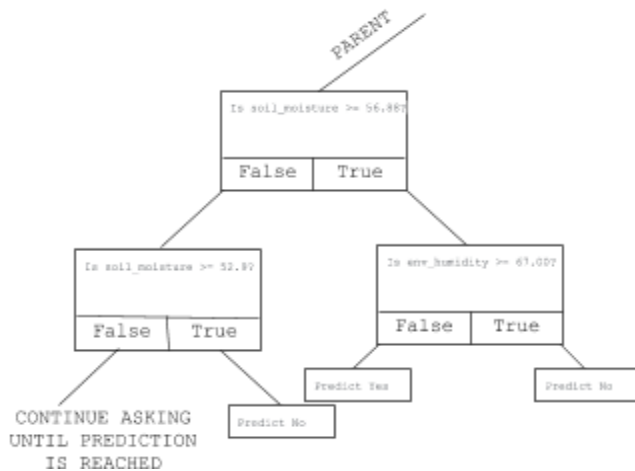 PARENT
Is soil_moisture >= 56.88?
False True
Is soil_moisture >= 52.9?
False True
Is env_humidity >= 67.00?
False True
Predict Yes
Predict No
Predict No
CONTINUE ASKING
UNTIL PREDICTION
IS REACHED